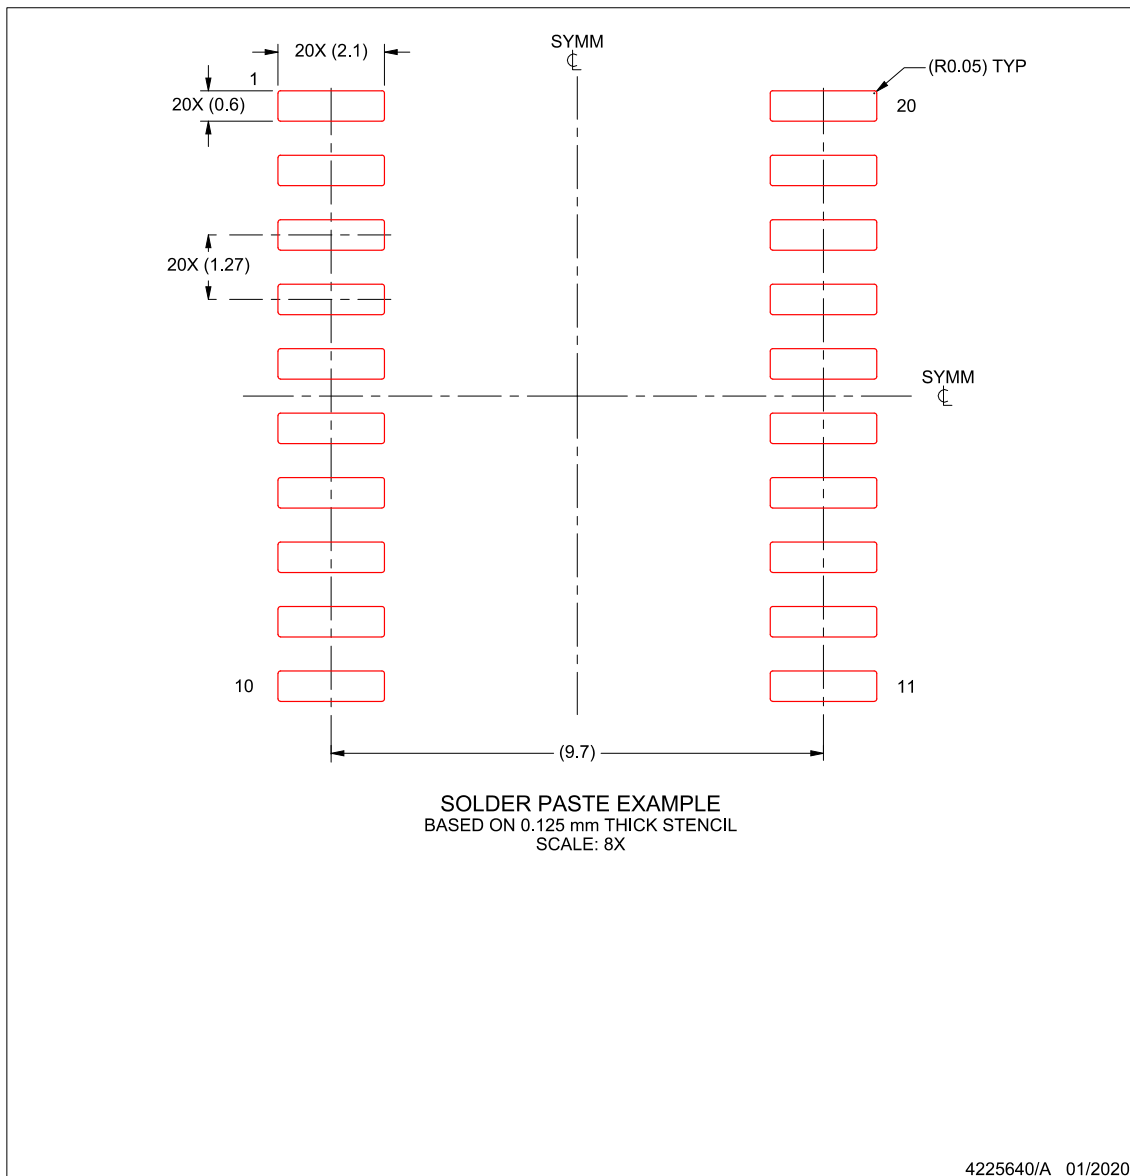 SYMM
℄
20X (2.1)
(R0.05) TYP
1
20X (0.6)
20
20X (1.27)
SYMM
℄
10
11
(9.7)
SOLDER PASTE EXAMPLE
BASED ON 0.125 mm THICK STENCIL
SCALE: 8X
4225640/A 01/2020